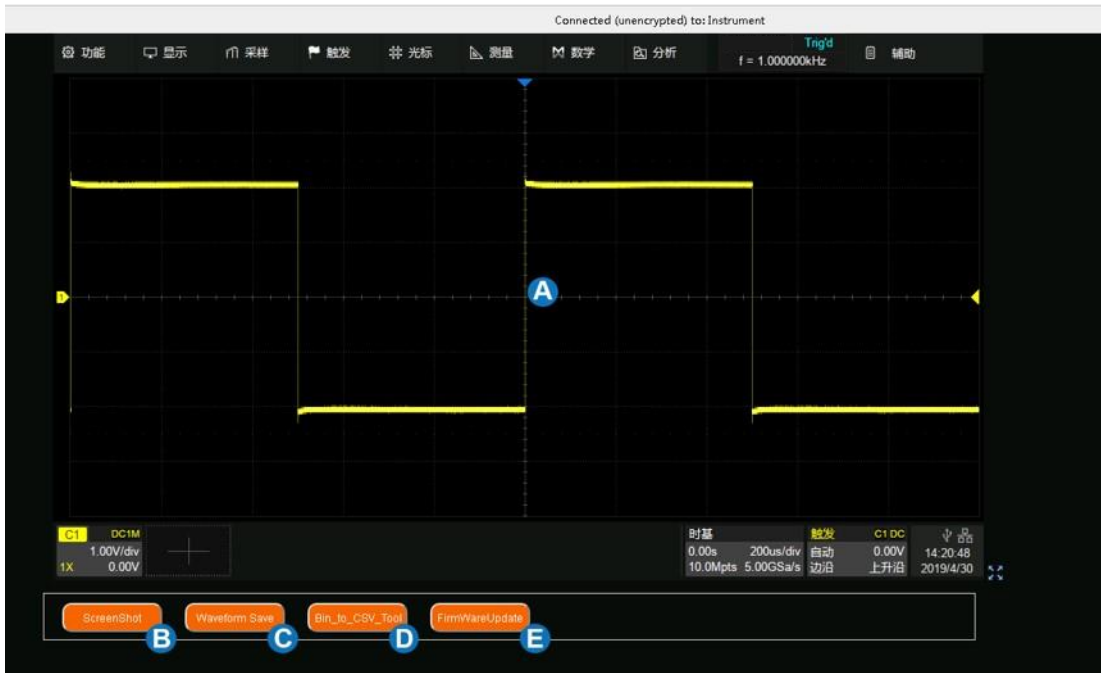 Connected (unencrypted) to: Instrument
功能 显示 采样 触发 光标 测量 数学 分析 Trig'd 辅助
f = 1.000000kHz
1
A
C1 DC1M
1.00V/div
1X 0.00V
时基 触发 C1 DC
0.00s 200us/div 自动 0.00V 14:20:48
10.0Mpts 5.00GSa/s 边沿 上升沿 2019/4/30
ScreenShot Waveform Save Bin_to_CSV_Tool FirmWareUpdate
B C D E